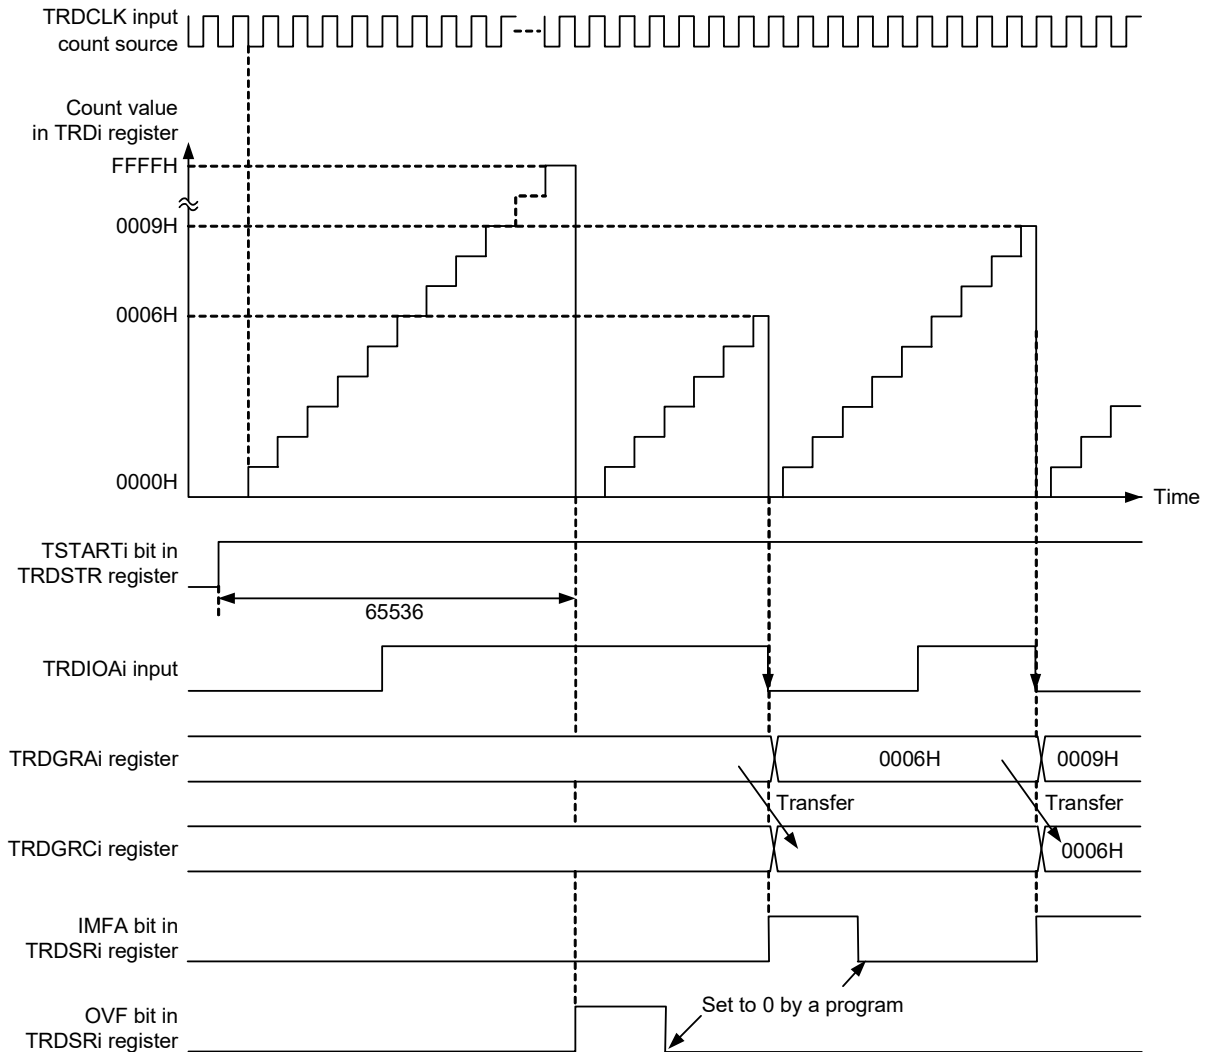 TRDCLK input
count source
Count value
in TRDi register
FFFFH
0009H
0006H
0000H
Time
TSTARTi bit in
TRDSTR register
65536
TRDIOAi input
TRDGRAi register
0006H
0009H
Transfer
Transfer
TRDGRCi register
0006H
IMFA bit in
TRDSRi register
Set to 0 by a program
OVF bit in
TRDSRi register